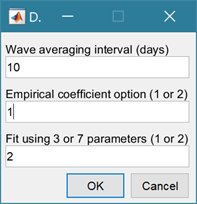 D.
Wave averaging interval (days)
10
Empirical coefficient option (1 or 2)
1
Fit using 3 or 7 parameters (1 or 2)
2
OK Cancel